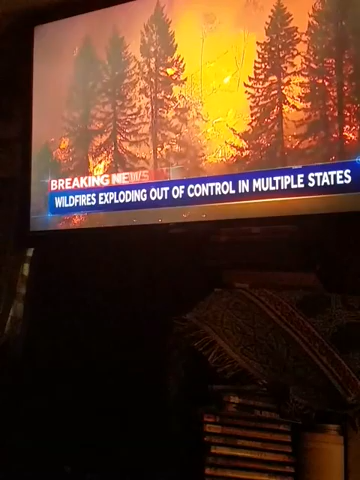 BREAKING NEWS
WILDFIRES EXPLODING OUT OF CONTROL IN MULTIPLE STATES